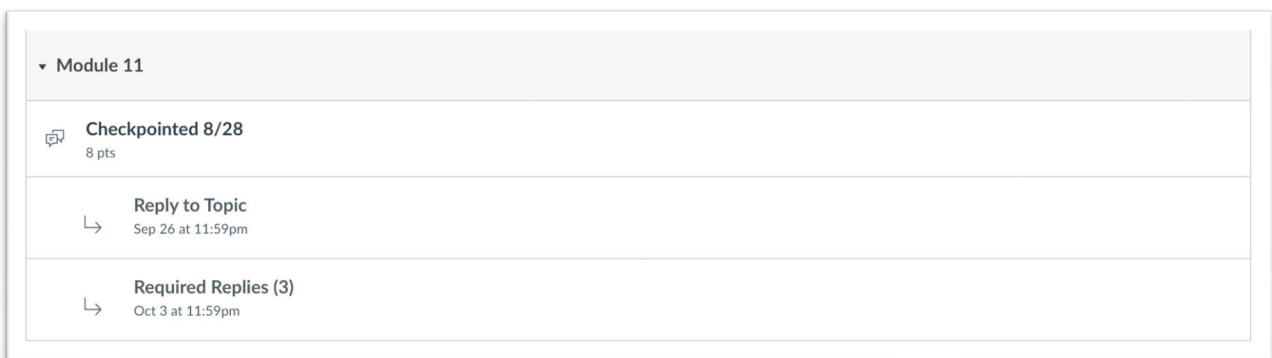 Module 11
Checkpointed 8/28
8 pts
Reply to Topic
Sep 26 at 11:59pm
Required Replies (3)
Oct 3 at 11:59pm